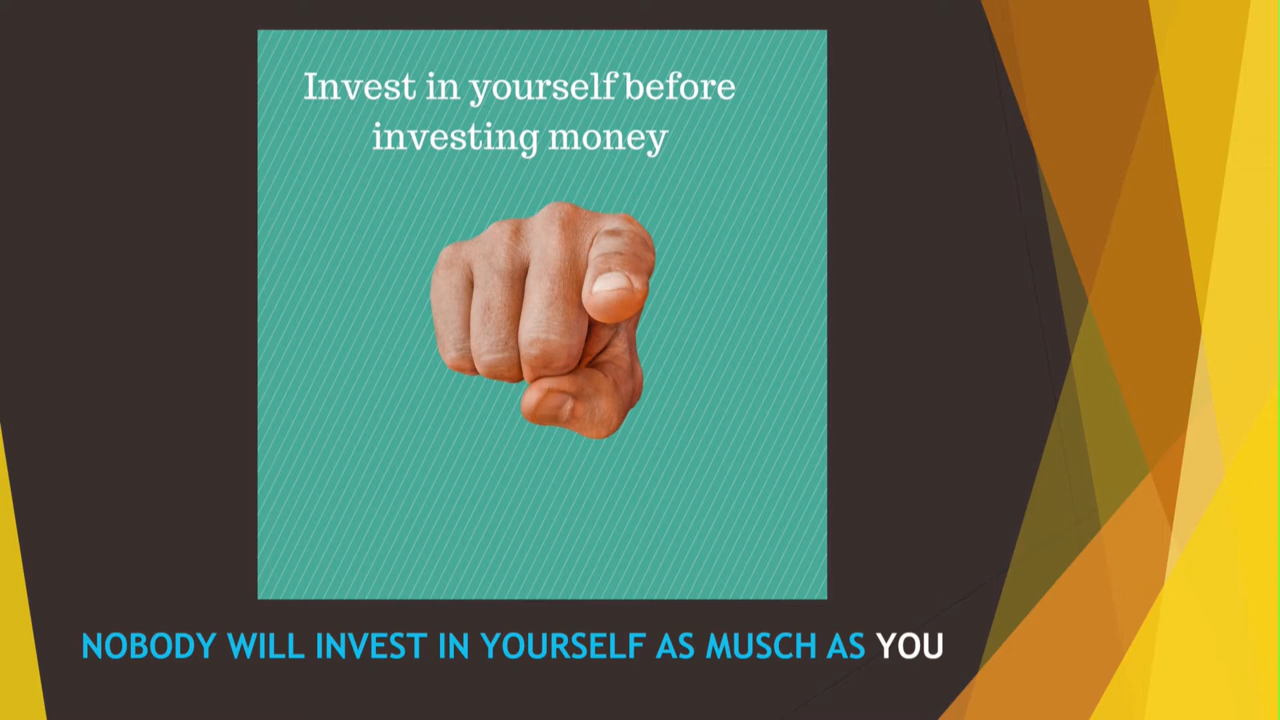 Invest in yourself before
investing money
NOBODY WILL INVEST IN YOURSELF AS MUSCH AS YOU